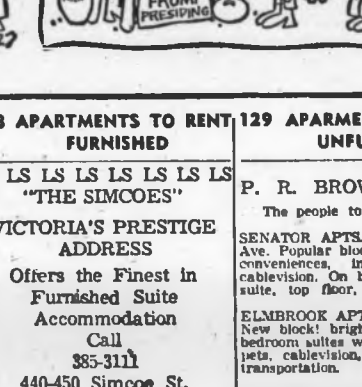 FROM?
PRESIDING
APARTMENTS TO RENT
FURNISHED
LS LS LS LS LS LS LS
"THE SIMCOES"
VICTORIA'S PRESTIGE
ADDRESS
Offers the Finest in
Furnished Suite
Accommodation
Call
385-3111
440-450 Simcoe St.
129 APARME
UNFU
P. R. BROW
The people to
SENATOR APTS.
Ave. Popular bloc
conveniences, in
cablevision. On b
suite, top floor,
ELMBROOK APT
New block! brigh
bedroom suites w
pets, cablevision,
transportation.